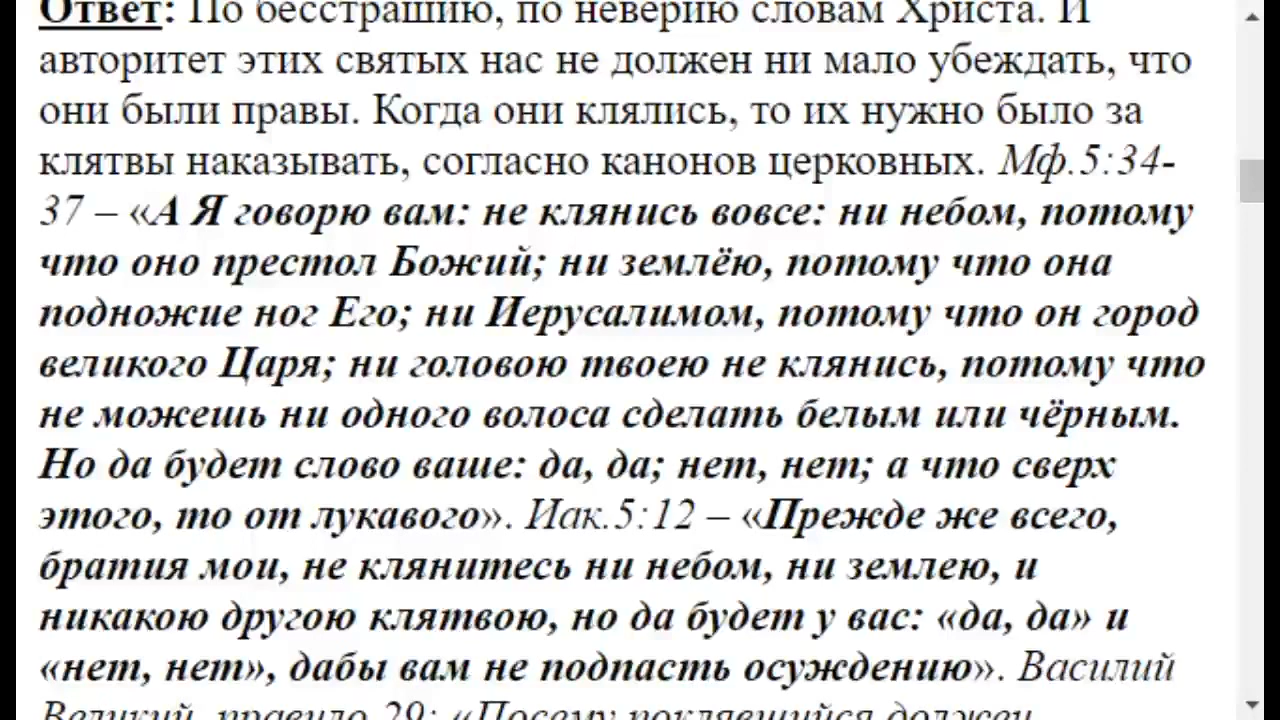 Ответ: По бесстрашию, по неверию словам Христа. И
авторитет этих святых нас не должен ни мало убеждать, что
они были правы. Когда они клялись, то их нужно было за
клятвы наказывать, согласно канонов церковных. Мф.5:34-
37 – «А Я говорю вам: не клянись вовсе: ни небом, потому
что оно престол Божий; ни землёю, потому что она
подножие ног Его; ни Иерусалимом, потому что он город
великого Царя; ни головою твоею не клянись, потому что
не можешь ни одного волоса сделать белым или чёрным.
Но да будет слово ваше: да, да; нет, нет; а что сверх
этого, то от лукавого». Иак.5:12 – «Прежде же всего,
братия мои, не клянитесь ни небом, ни землею, и
никакою другою клятвою, но да будет у вас: «да, да» и
«нет, нет», дабы вам не подпасть осуждению». Василий
Великий, правило 29: «Посему поклявшийся должен